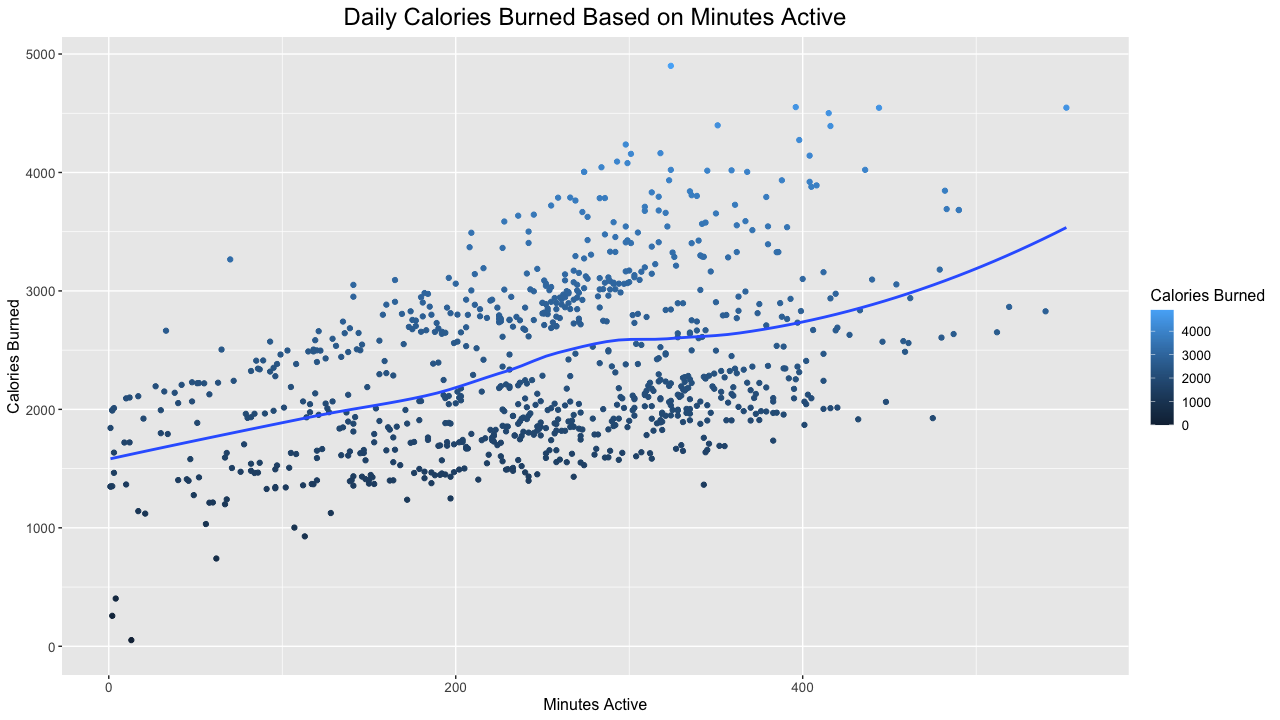 Daily Calories Burned Based on Minutes Active
5000
4000
3000
2000
1000
0
Calories Burned
0 200 400
Minutes Active
Calories Burned
4000
3000
2000
1000
0